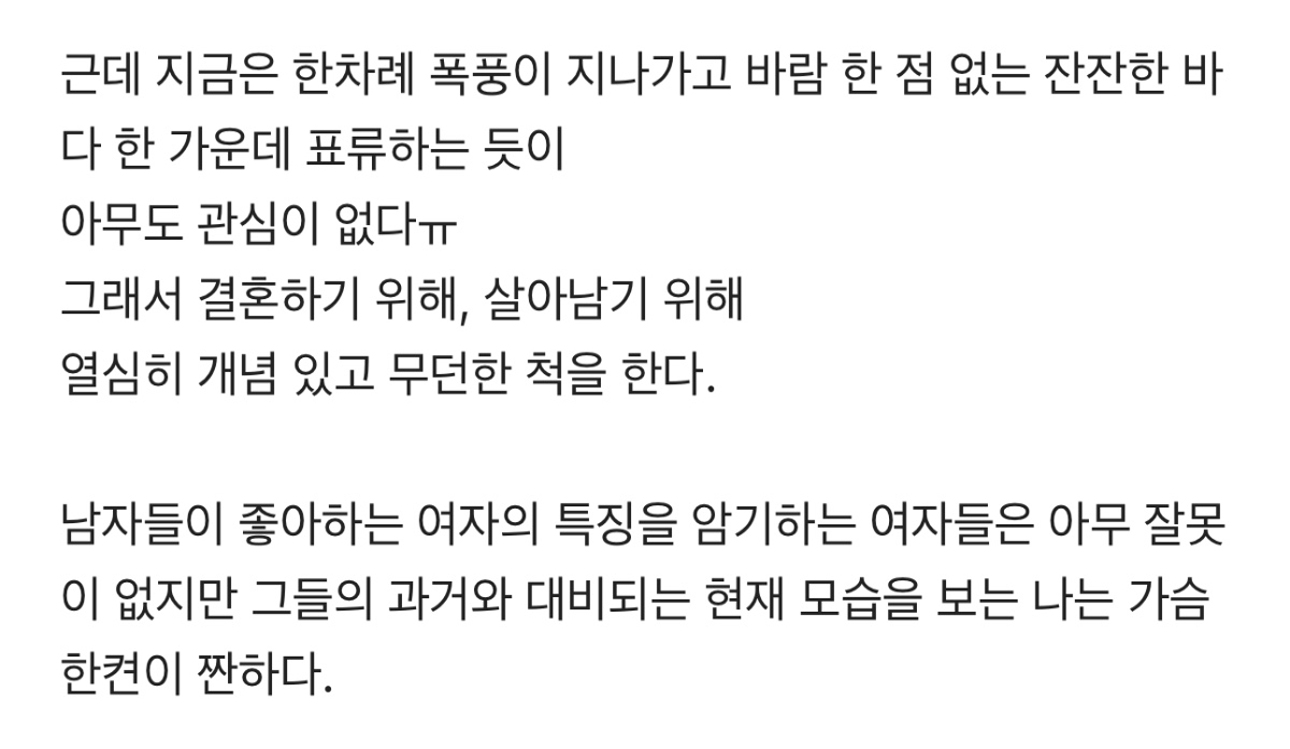 근데 지금은 한차례 폭풍이 지나가고 바람 한 점 없는 잔잔한 바
다 한 가운데 표류하는 듯이
아무도 관심이 없다ㅠ
그래서 결혼하기 위해, 살아남기 위해
열심히 개념 있고 무던한 척을 한다.
남자들이 좋아하는 여자의 특징을 암기하는 여자들은 아무 잘못
이 없지만 그들의 과거와 대비되는 현재 모습을 보는 나는 가슴
한켠이 짠하다.